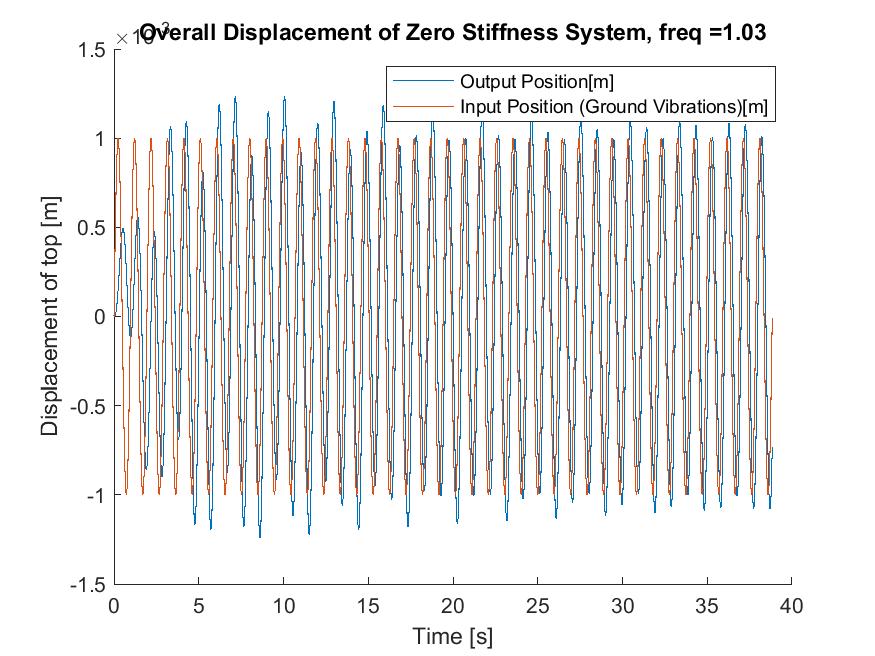 ×10⁻³
Overall Displacement of Zero Stiffness System, freq =1.03
1.5
Output Position[m]
Input Position (Ground Vibrations)[m]
1
0.5
0
-0.5
-1
-1.5
Displacement of top [m]
0 5 10 15 20 25 30 35 40
Time [s]